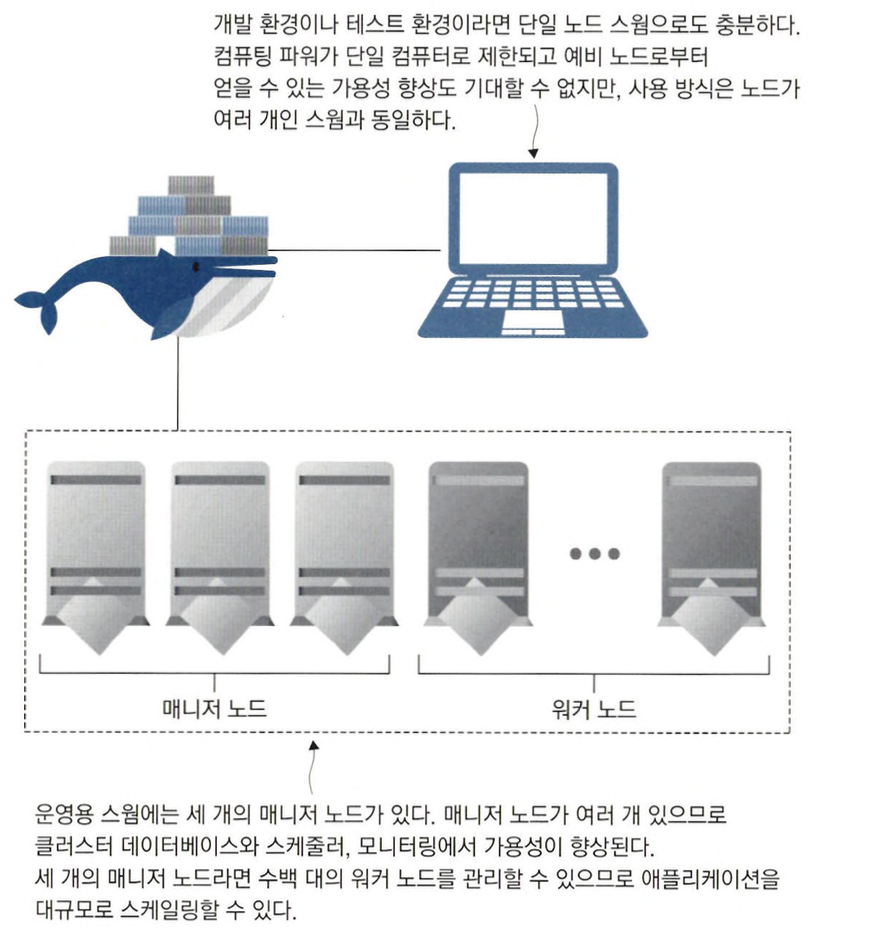 개발 환경이나 테스트 환경이라면 단일 노드 스웜으로도 충분하다.
컴퓨팅 파워가 단일 컴퓨터로 제한되고 예비 노드로부터
얻을 수 있는 가용성 향상도 기대할 수 없지만, 사용 방식은 노드가
여러 개인 스웜과 동일하다.
매니저 노드
워커 노드
운영용 스웜에는 세 개의 매니저 노드가 있다. 매니저 노드가 여러 개 있으므로
클러스터 데이터베이스와 스케줄러, 모니터링에서 가용성이 향상된다.
세 개의 매니저 노드라면 수백 대의 워커 노드를 관리할 수 있으므로 애플리케이션을
대규모로 스케일링할 수 있다.